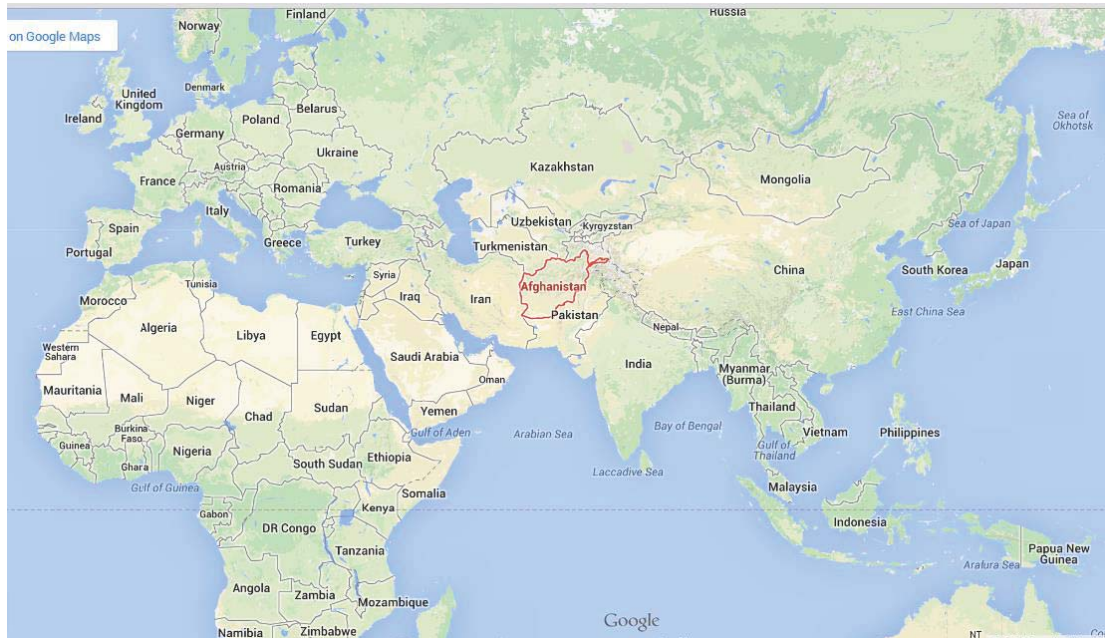 Russia
Finland
Norway
on Google Maps
Sea of
Okhotsk
Denmark
United
Kingdom
Ireland
Belarus
Poland
Germany
Ukraine
Austria
Kazakhstan
France
Mongolia
Romania
Italy
Uzbekistan
Kyrgyzstan
Sea of Japan
Spain
Greece
Turkey
Turkmenistan
Portugal
South Korea
Japan
China
Syria
Tunisia
Afghanistan
Iraq
Iran
Morocco
Pakistan
East China Sea
Algeria
Libya
Egypt
Nepal
Western
Sahara
Saudi Arabia
India
Myanmar
(Burma)
Oman
Mauritania
Mali
Niger
Sudan
Thailand
Chad
Yemen
Burkina
Faso
Gulf of Aden
Arabian Sea
Bay of Bengal
Vietnam
Philippines
Guinea
Nigeria
Ethiopia
Gulf of
Thailand
Ghara
South Sudan
Laccadive Sea
Gulf of Guinea
Somalia
Malaysia
Kenya
Gabon
DR Congo
Indonesia
Tanzania
Papua New
Guinea
Arafura Sea
Angola
Zambia
Mozambique
Google
Namibia
Zimbabwe
NT
Co